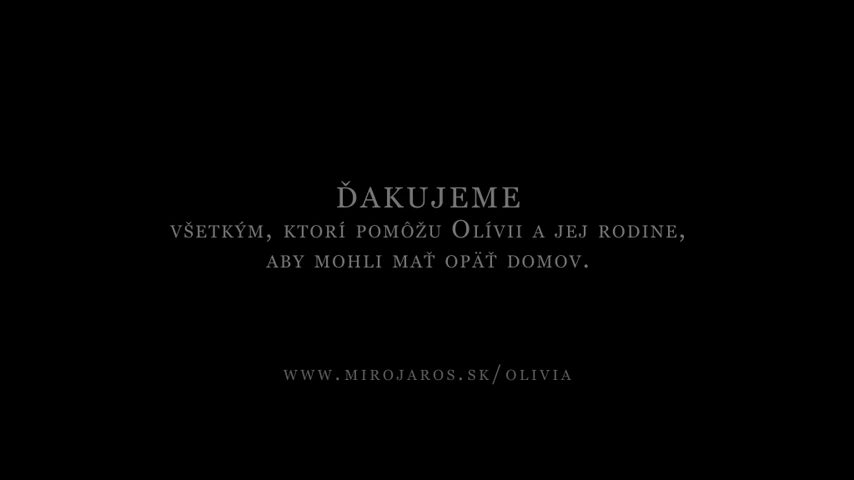 ĎAKUJEME
VŠETKÝM, KTORÍ POMÔŽU OLÍVII A JEJ RODINE,
ABY MOHLI MAŤ OPÄŤ DOMOV.
WWW.MIROJAROS.SK/OLIVIA